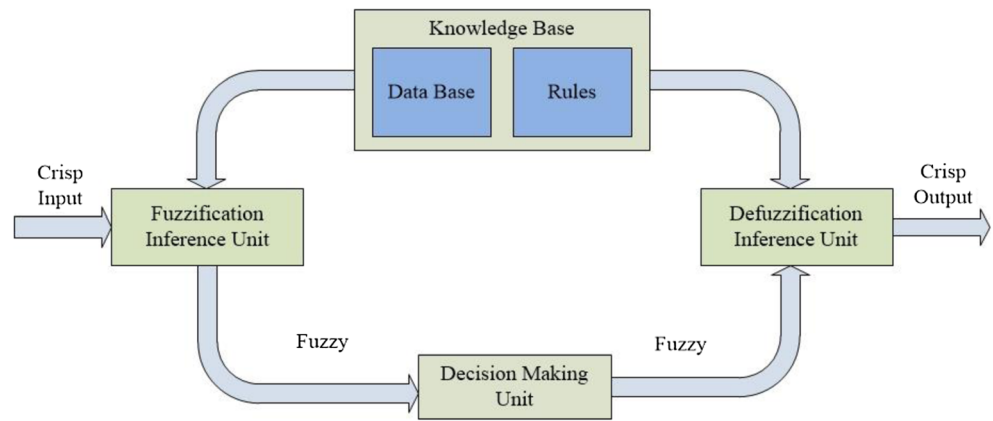 Knowledge Base
Data Base
Rules
Crisp
Input
Fuzzification
Inference Unit
Defuzzification
Inference Unit
Crisp
Output
Fuzzy
Fuzzy
Decision Making
Unit